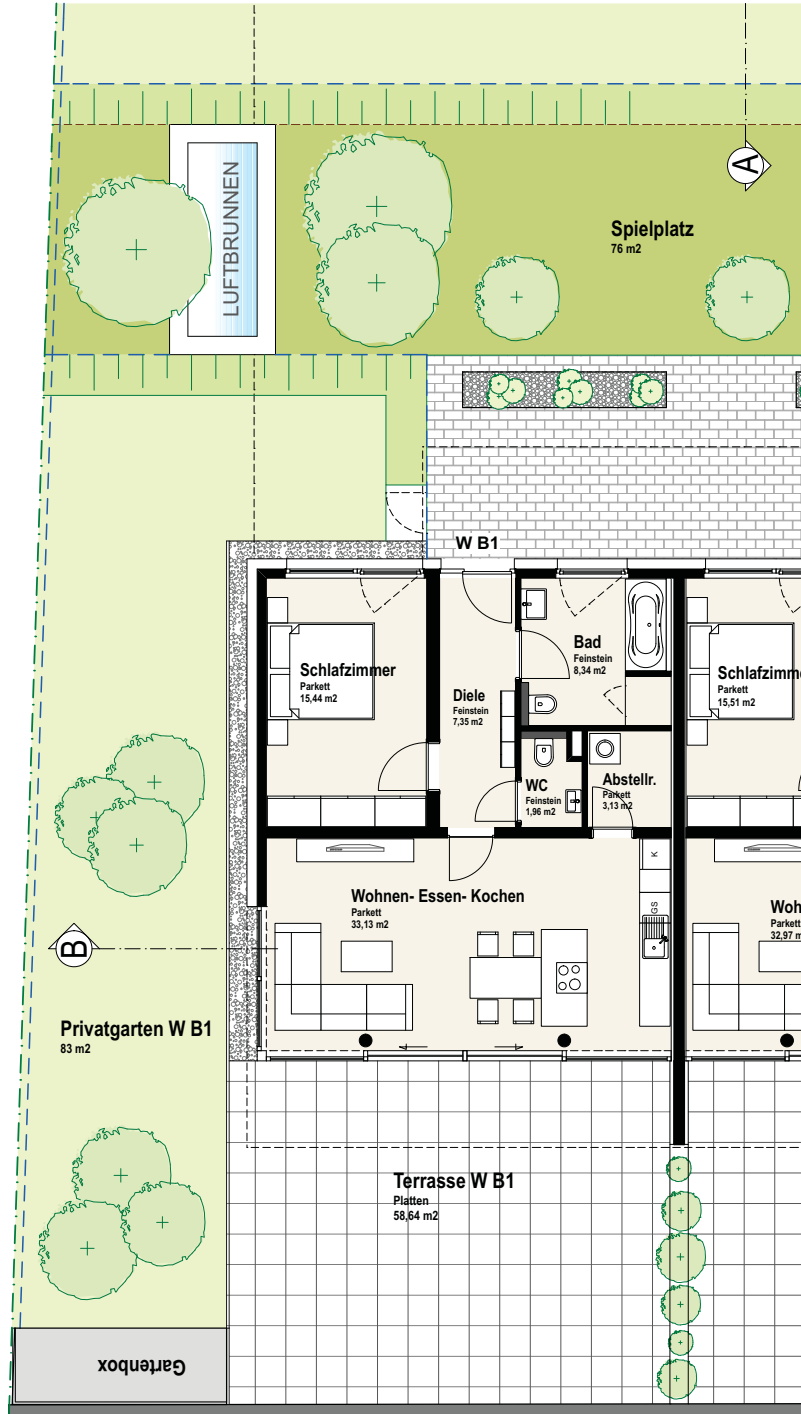 A
LUFTBRUNNEN
Spielplatz
76 m2
W B1
Schlafzimmer
Parkett
15,44 m2
Diele
Feinstein
7,35 m2
Bad
Feinstein
8,34 m2
Schlafzimme
Parkett
15,51 m2
WC
Feinstein
1,96 m2
Abstellr.
Parkett
3,13 m2
Wohnen- Essen- Kochen
Parkett
33,13 m2
K
GS
Woh
Parkett
32,97 m
B
Privatgarten W B1
83 m2
Terrasse W B1
Platten
58,64 m2
Gartenbox